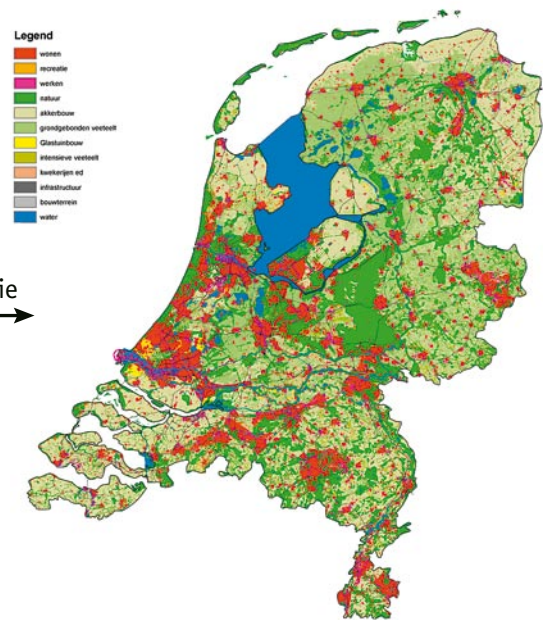 Legend
wonen
recreatie
werken
natuur
akkerbouw
grondgebonden veeteelt
Glastuinbouw
intensieve veeteelt
kwekerijen ed
infrastructuur
bouwterrein
water
ie